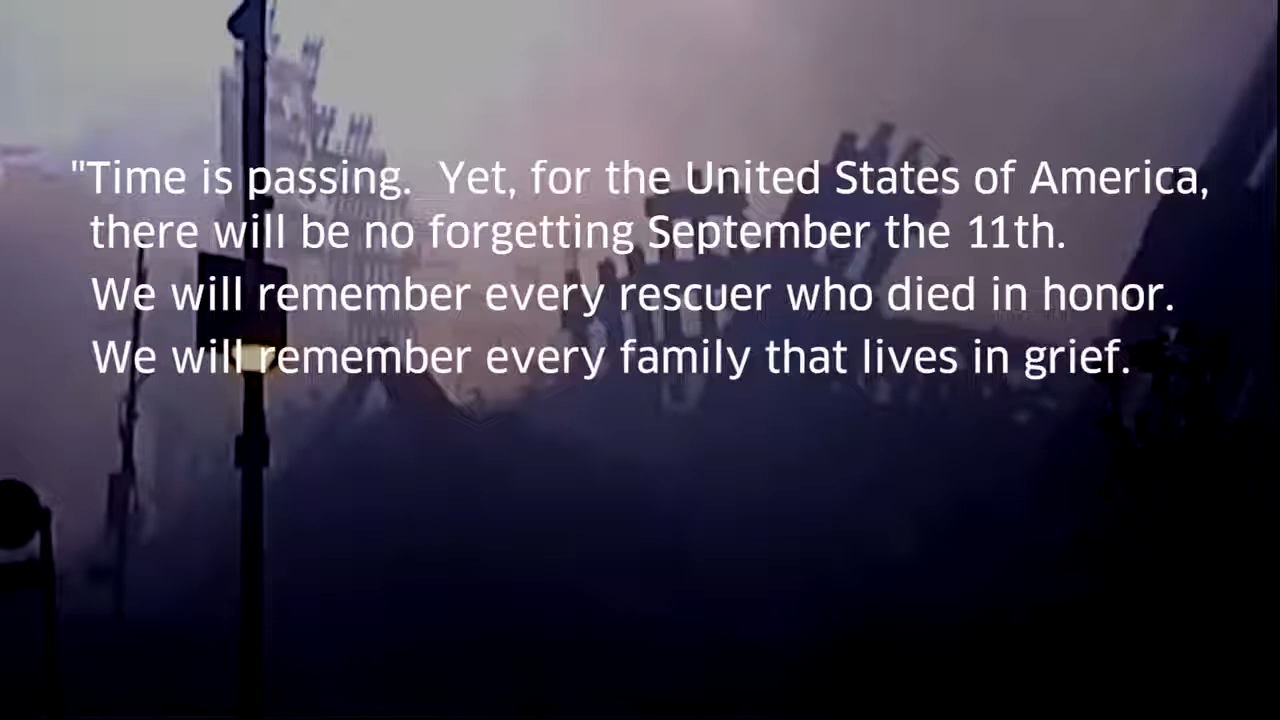 "Time is passing.  Yet, for the United States of America,
there will be no forgetting September the 11th.
We will remember every rescuer who died in honor.
We will remember every family that lives in grief.